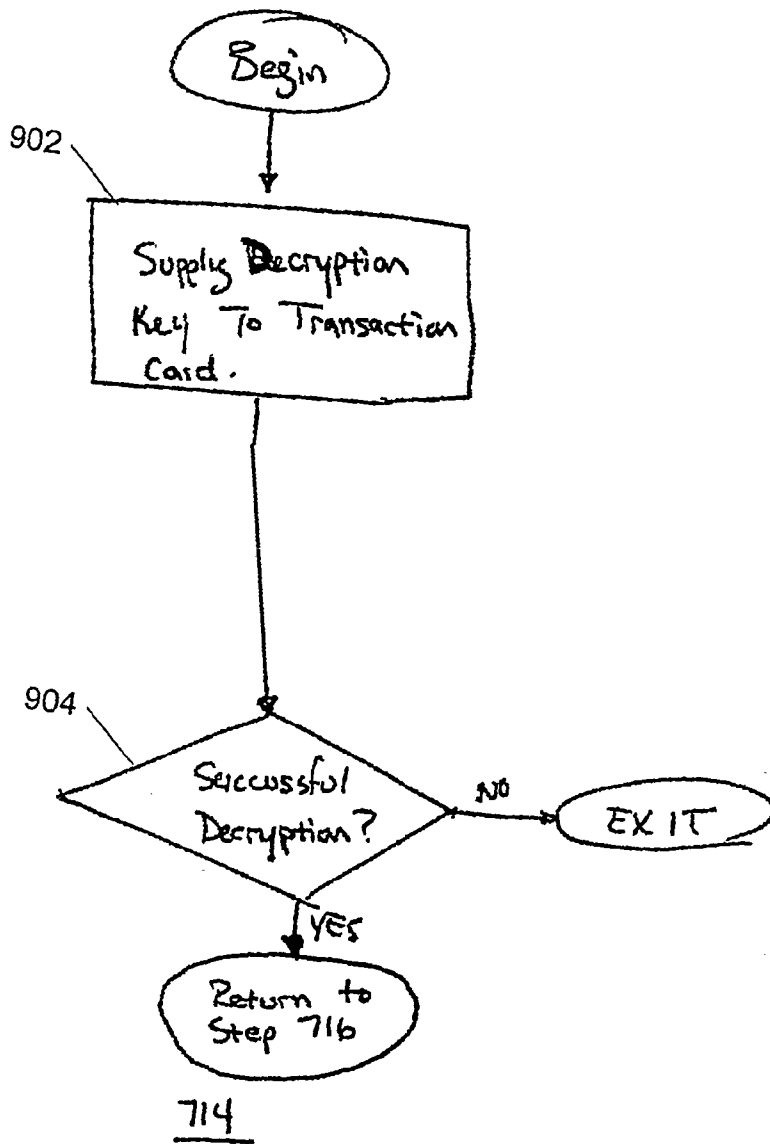 Begin
902
Supply Decryption
Key To Transaction
Card.
904
Successful
Decryption?
NO
EXIT
YES
Return to
Step 716
714